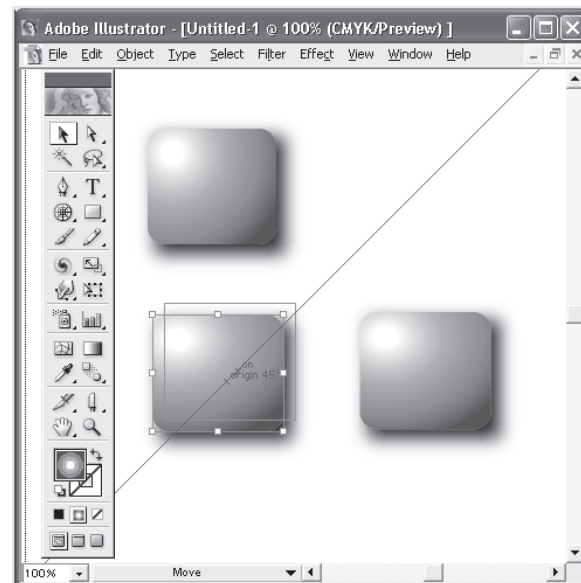 Adobe Illustrator - [Untitled-1 @ 100% (CMYK/Preview) ]
File Edit Object Type Select Filter Effect View Window Help
T
on
origin 45°
100% Move